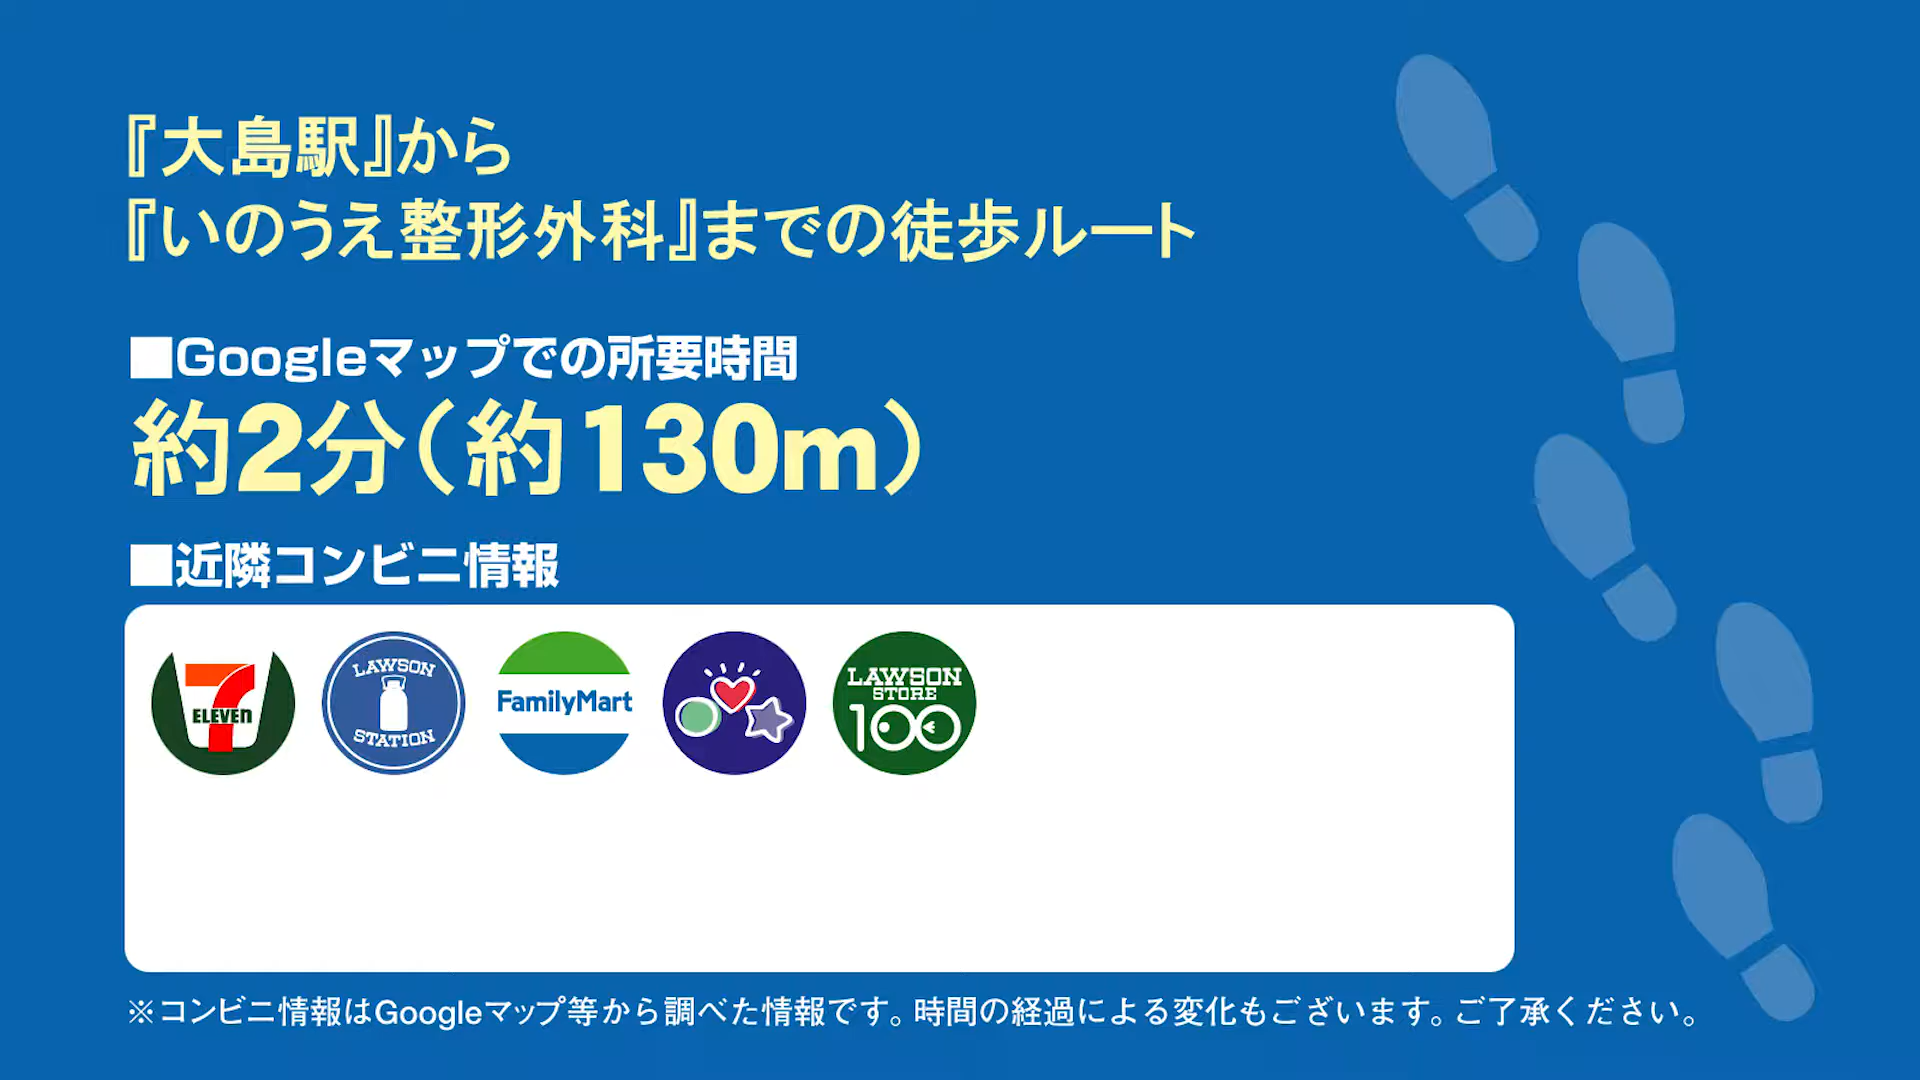 『大島駅』から
『いのうえ整形外科』までの徒歩ルート
■Googleマップでの所要時間
約2分(約130m)
■近隣コンビニ情報
7
ELEVEN
LAWSON
STATION
FamilyMart
LAWSON
STORE
100
※コンビニ情報はGoogleマップ等から調べた情報です。時間の経過による変化もございます。ご了承ください。